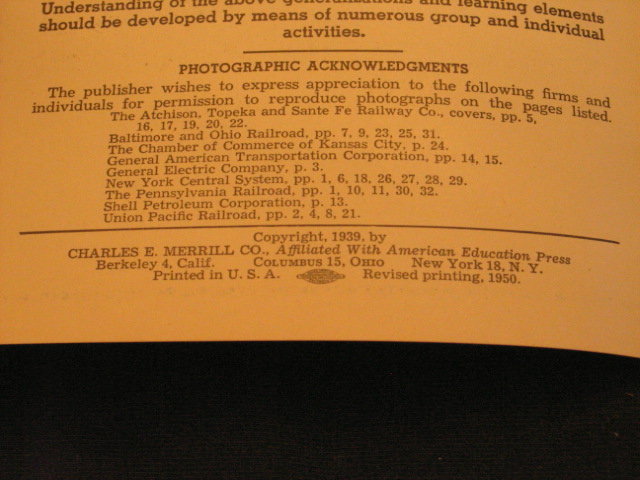 Understanding of the above generalizations and learning elements
should be developed by means of numerous group and individual
activities.
PHOTOGRAPHIC ACKNOWLEDGMENTS
The publisher wishes to express appreciation to the following firms and
individuals for permission to reproduce photographs on the pages listed.
The Atchison, Topeka and Sante Fe Railway Co., covers, pp. 5,
16, 17, 19, 20, 22.
Baltimore and Ohio Railroad, pp. 7, 9, 23, 25, 31.
The Chamber of Commerce of Kansas City, p. 24.
General American Transportation Corporation, pp. 14, 15.
General Electric Company, p. 3.
New York Central System, pp. 1, 6, 18, 26, 27, 28, 29.
The Pennsylvania Railroad, pp. 1, 10, 11, 30, 32.
Shell Petroleum Corporation, p. 13.
Union Pacific Railroad, pp. 2, 4, 8, 21.
Copyright, 1939, by
CHARLES E. MERRILL CO., Affiliated With American Education Press
Berkeley 4, Calif. COLUMBUS 15, OHIO New York 18, N. Y.
Printed in U. S. A. Revised printing, 1950.